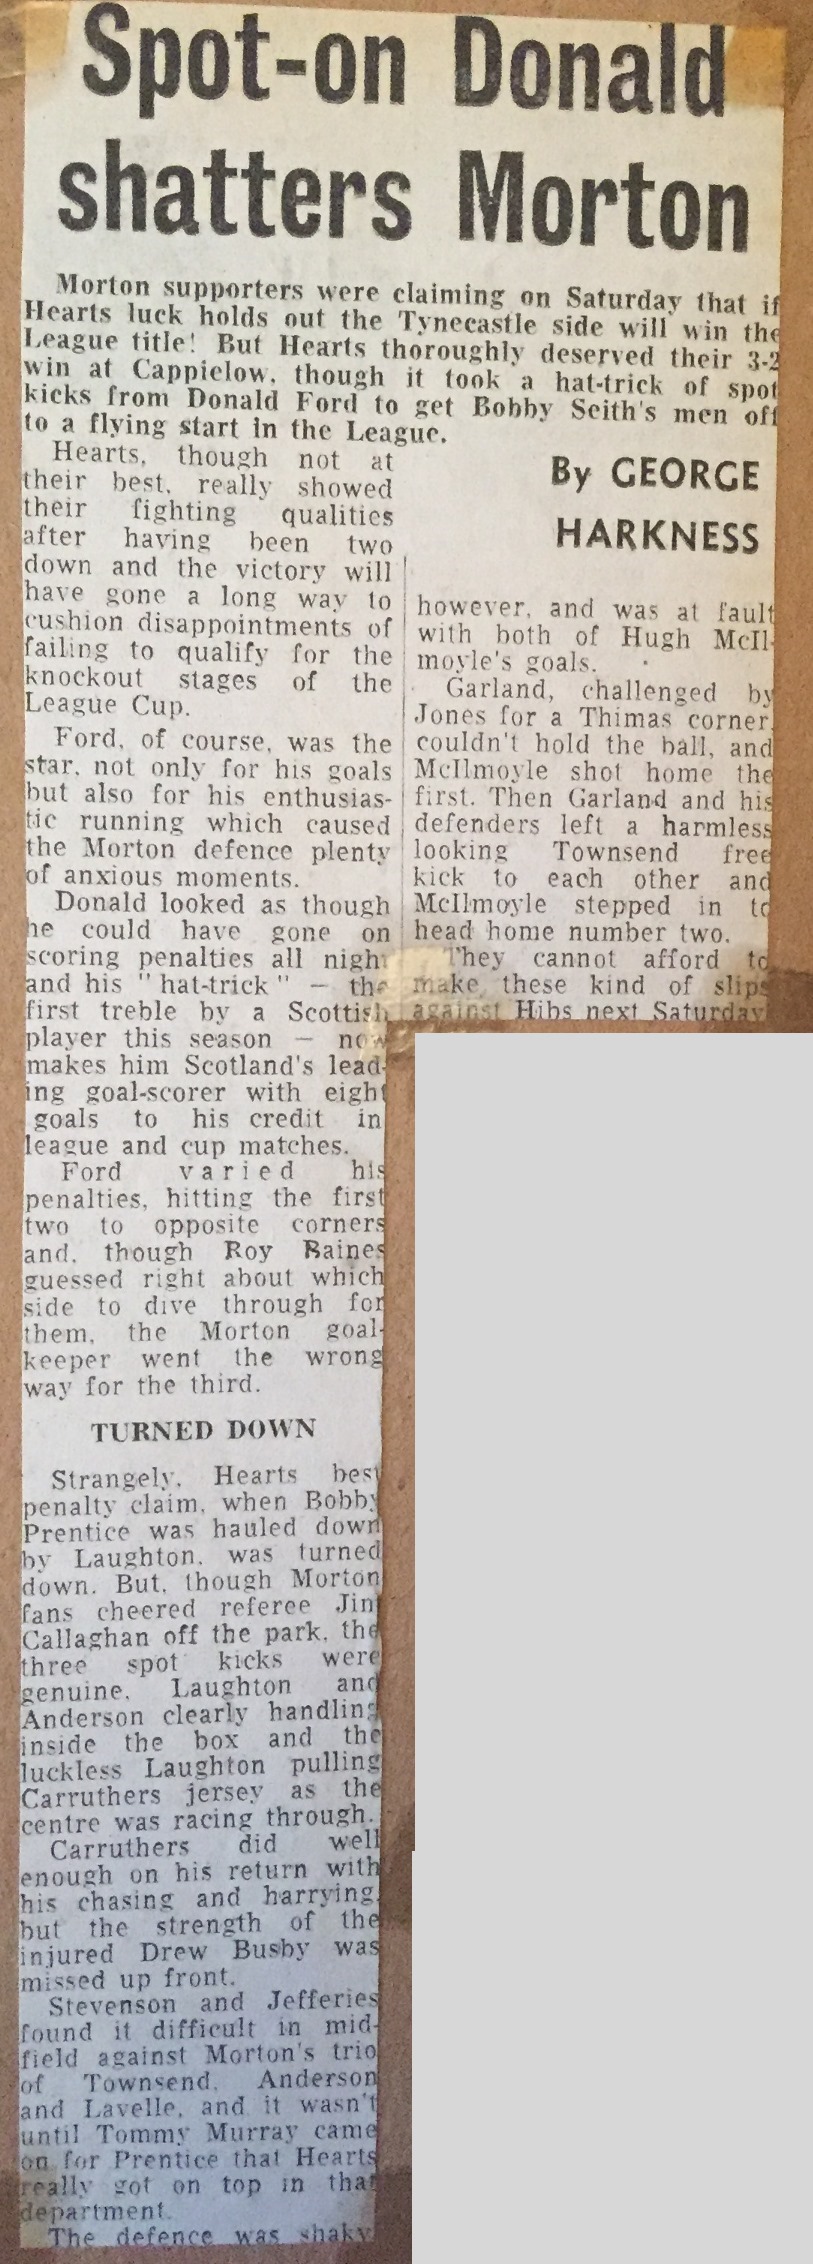 Spot-on Donald
shatters Morton
Morton supporters were claiming on Saturday that if
Hearts luck holds out the Tynecastle side will win the
League title! But Hearts thoroughly deserved their 3-2
win at Cappielow, though it took a hat-trick of spot
kicks from Donald Ford to get Bobby Seith's men off
to a flying start in the League.
By GEORGE
HARKNESS
Hearts, though not at
their best, really showed
their fighting qualities
after having been two
down and the victory will
have gone a long way to
cushion disappointments of
failing to qualify for the
knockout stages of the
League Cup.
Ford, of course, was the
star, not only for his goals
but also for his enthusias-
tic running which caused
the Morton defence plenty
of anxious moments.
Donald looked as though
he could have gone on
scoring penalties all night
and his "hat-trick" — the
first treble by a Scottish
player this season — now
makes him Scotland's lead-
ing goal-scorer with eight
goals to his credit in
league and cup matches.
Ford varied his
penalties, hitting the first
two to opposite corners
and, though Roy Baines
guessed right about which
side to dive through for
them, the Morton goal-
keeper went the wrong
way for the third.
TURNED DOWN
Strangely, Hearts best
penalty claim, when Bobby
Prentice was hauled down
by Laughton, was turned
down. But, though Morton
fans cheered referee Jim
Callaghan off the park, the
three spot kicks were
genuine, Laughton and
Anderson clearly handling
inside the box and the
luckless Laughton pulling
Carruthers jersey as the
centre was racing through.
Carruthers did well
enough on his return with
his chasing and harrying,
but the strength of the
injured Drew Busby was
missed up front.
Stevenson and Jefferies
found it difficult in mid-
field against Morton's trio
of Townsend, Anderson
and Lavelle, and it wasn't
until Tommy Murray came
on for Prentice that Hearts
really got on top in that
department.
The defence was shaky
however, and was at fault
with both of Hugh McIl-
moyle's goals.
Garland, challenged by
Jones for a Thimas corner,
couldn't hold the ball, and
McIlmoyle shot home the
first. Then Garland and his
defenders left a harmless
looking Townsend free
kick to each other and
McIlmoyle stepped in to
head home number two.
They cannot afford to
make these kind of slips
against Hibs next Saturday